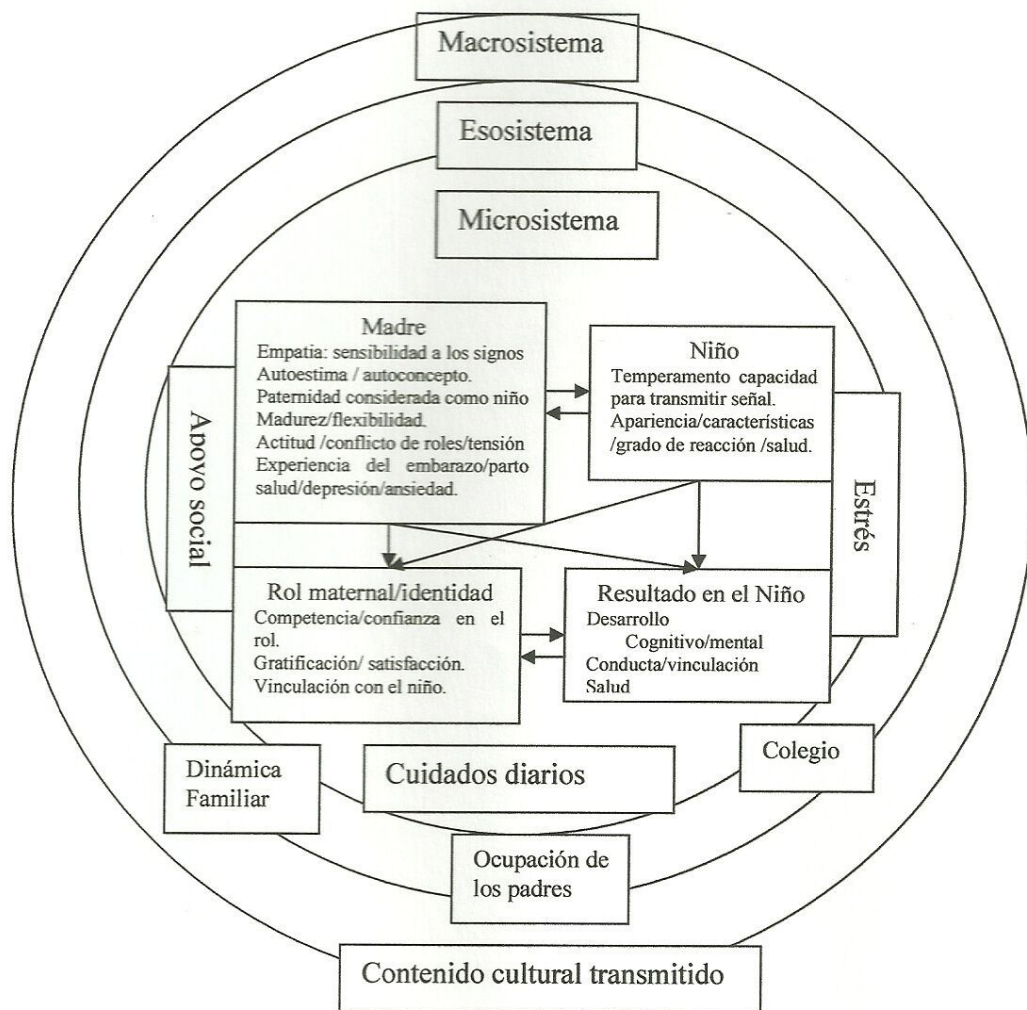 Macrosistema
Esosistema
Microsistema
Madre
Empatia: sensibilidad a los signos
Autoestima / autoconcepto.
Paternidad considerada como niño
Madurez/flexibilidad.
Actitud /conflicto de roles/tensión
Experiencia del embarazo/parto
salud/depresión/ansiedad.
Niño
Temperamento capacidad
para transmitir señal.
Apariencia/características
/grado de reacción /salud.
Apoyo social
Estrés
Rol maternal/identidad
Competencia/confianza en el
rol.
Gratificación/ satisfacción.
Vinculación con el niño.
Resultado en el Niño
Desarrollo
Cognitivo/mental
Conducta/vinculación
Salud
Dinámica
Familiar
Cuidados diarios
Colegio
Ocupación de
los padres
Contenido cultural transmitido